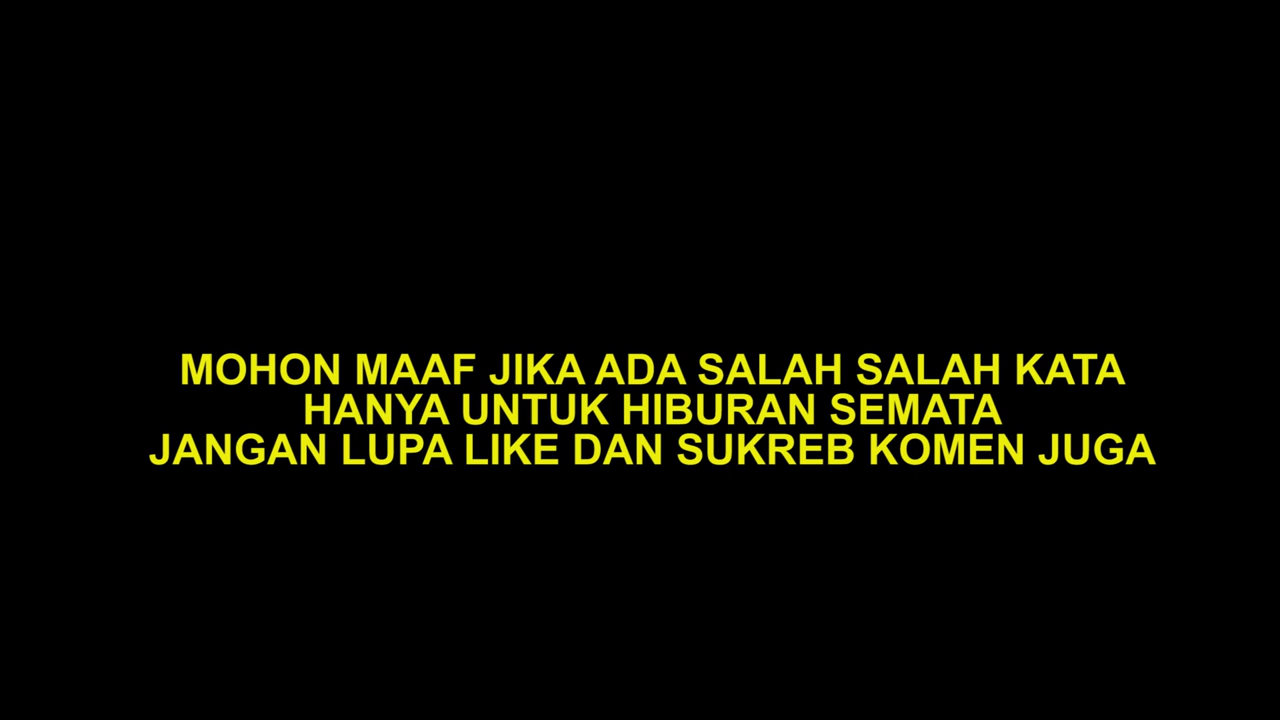 MOHON MAAF JIKA ADA SALAH SALAH KATA
HANYA UNTUK HIBURAN SEMATA
JANGAN LUPA LIKE DAN SUKREB KOMEN JUGA